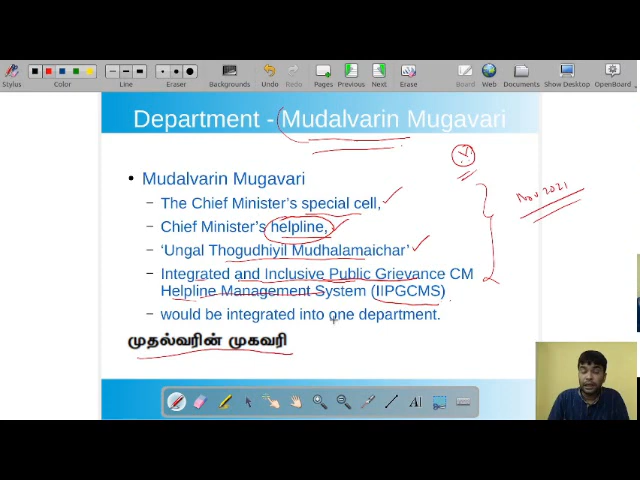 Stylus Color Line Eraser Backgrounds Undo Redo Pages Previous Next Erase Board Web Documents Show Desktop OpenBoard
Department - Mudalvarin Mugavari
• Mudalvarin Mugavari
– The Chief Minister's special cell,
– Chief Minister's helpline,
– 'Ungal Thogudhiyil Mudhalamaichar'
– Integrated and Inclusive Public Grievance CM
Helpline Management System (IIPGCMS)
– would be integrated into one department.
முதல்வரின் முகவரி
Nov 2021